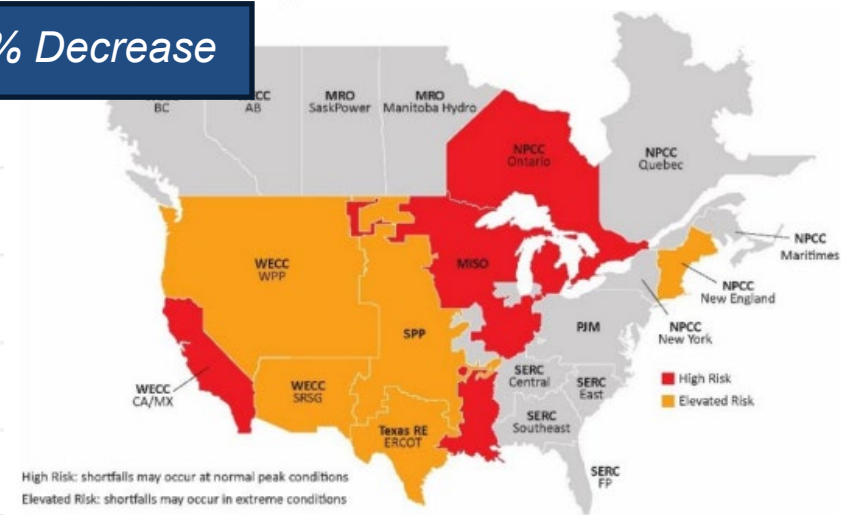 % Decrease
BC
CC
AB
MRO
SaskPower
MRO
Manitoba Hydro
NPCC
Ontario
NPCC
Quebec
NPCC
Maritimes
WECC
WPP
MISO
NPCC
New England
SPP
PJM
NPCC
New York
WECC
CA/MX
WECC
SRSG
SERC
Central
SERC
East
High Risk
Elevated Risk
SERC
Southeast
Texas RE
ERCOT
SERC
FP
High Risk: shortfalls may occur at normal peak conditions
Elevated Risk: shortfalls may occur in extreme conditions